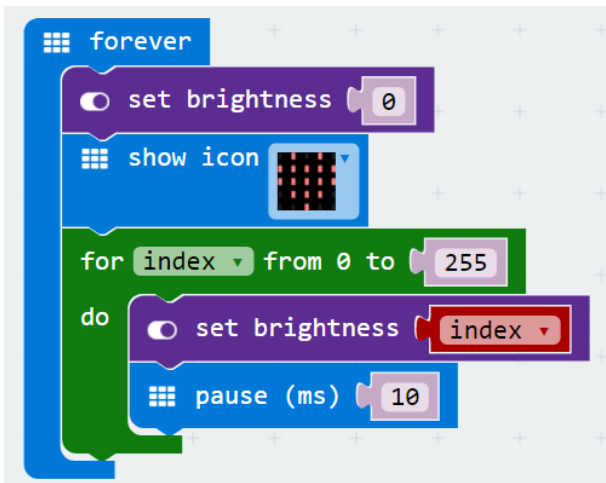 forever
set brightness 0
show icon
for index from 0 to 255
do
set brightness index
pause (ms) 10